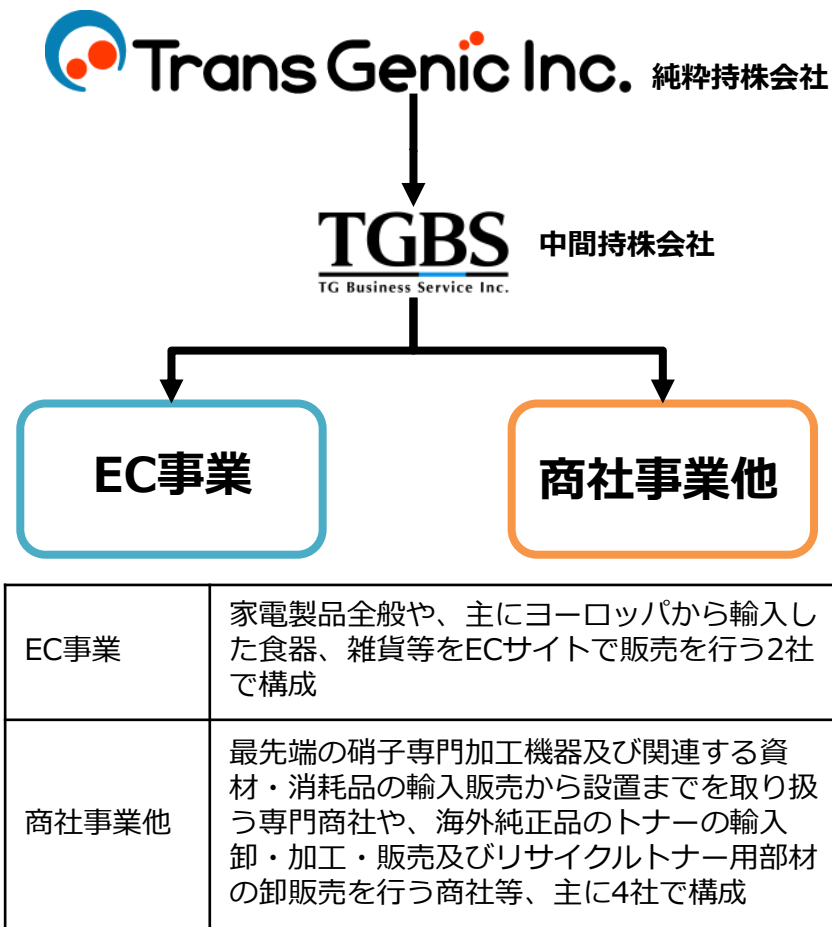 Trans Genic Inc. 純粋持株会社
TGBS 中間持株会社
TG Business Service Inc.
EC事業
商社事業他
EC事業
家電製品全般や、主にヨーロッパから輸入し
た食器、雑貨等をECサイトで販売を行う2社
で構成
商社事業他
最先端の硝子専門加工機器及び関連する資
材・消耗品の輸入販売から設置までを取り扱
う専門商社や、海外純正品のトナーの輸入
卸・加工・販売及びリサイクルトナー用部材
の卸販売を行う商社等、主に4社で構成